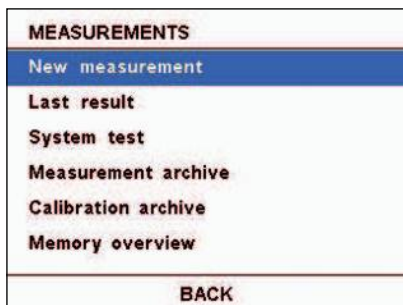 MEASUREMENTS
New measurement
Last result
System test
Measurement archive
Calibration archive
Memory overview
BACK